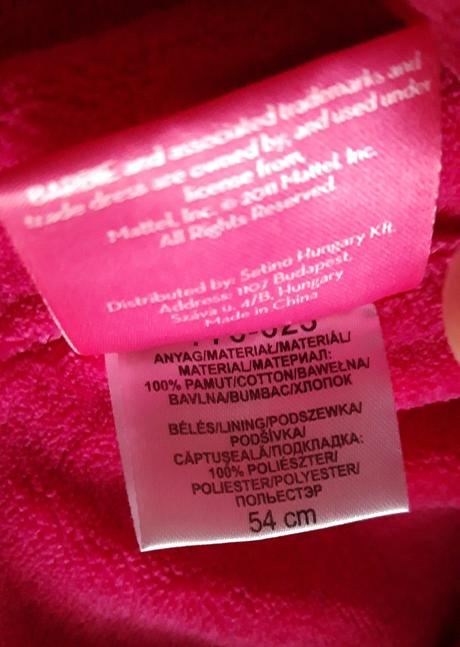 BARBIE and associated trademarks and
trade dress are owned by, and used under
license from,
Mattel, Inc. © 2011 Mattel, Inc.
All Rights Reserved.
Distributed by: Setino Hungary Kft.
Address: 1107 Budapest,
Száva u. 4/B. Hungary
Made in China
ANYAG/MATERIAŁ/MATERIÁL/
MATERIAL/МАТЕРИАЛ:
100% PAMUT/COTTON/BAWEŁNA/
BAVLNA/BUMBAC/ХЛОПОК
BÉLÉS/LINING/PODSZEWKA/
PODŠÍVKA/
CĂPTUŞEALĂ/ПОДКЛАДКА:
100% POLIÉSZTER/
POLIESTER/POLYESTER/
ПОЛЬЕСТЭР
54 cm